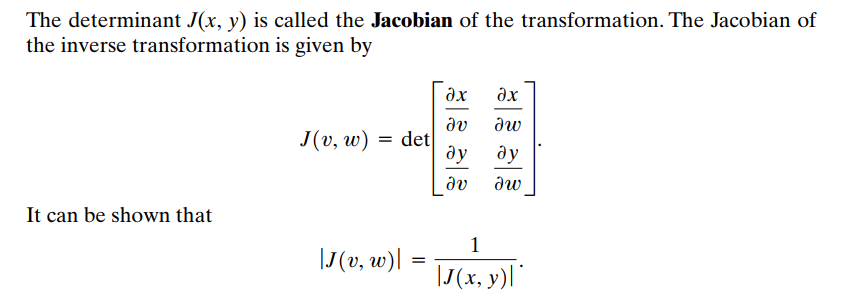 The determinant J(x, y) is called the Jacobian of the transformation. The Jacobian of
the inverse transformation is given by
J(v, w) = det[∂x/∂v ∂x/∂w
∂y/∂v ∂y/∂w].
It can be shown that
|J(v, w)| = 1/|J(x, y)|.